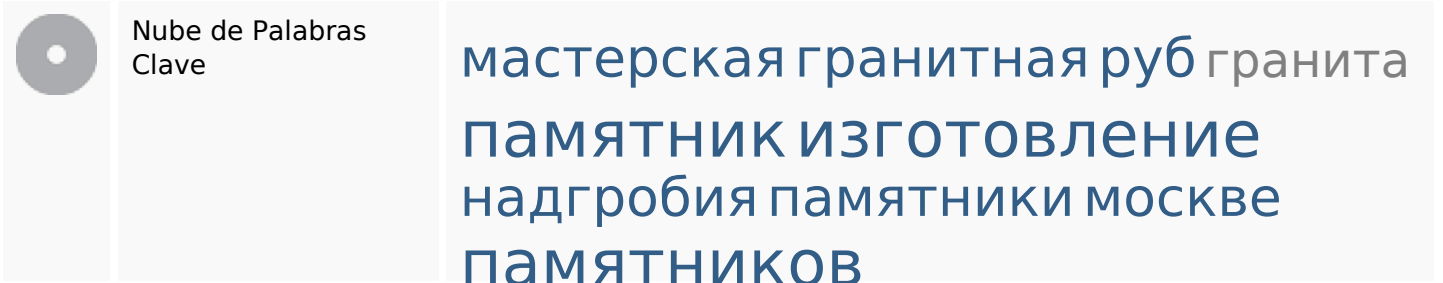 Nube de Palabras
Clave
мастерская гранитная руб гранита
памятник изготовление
надгробия памятники москве
памятников